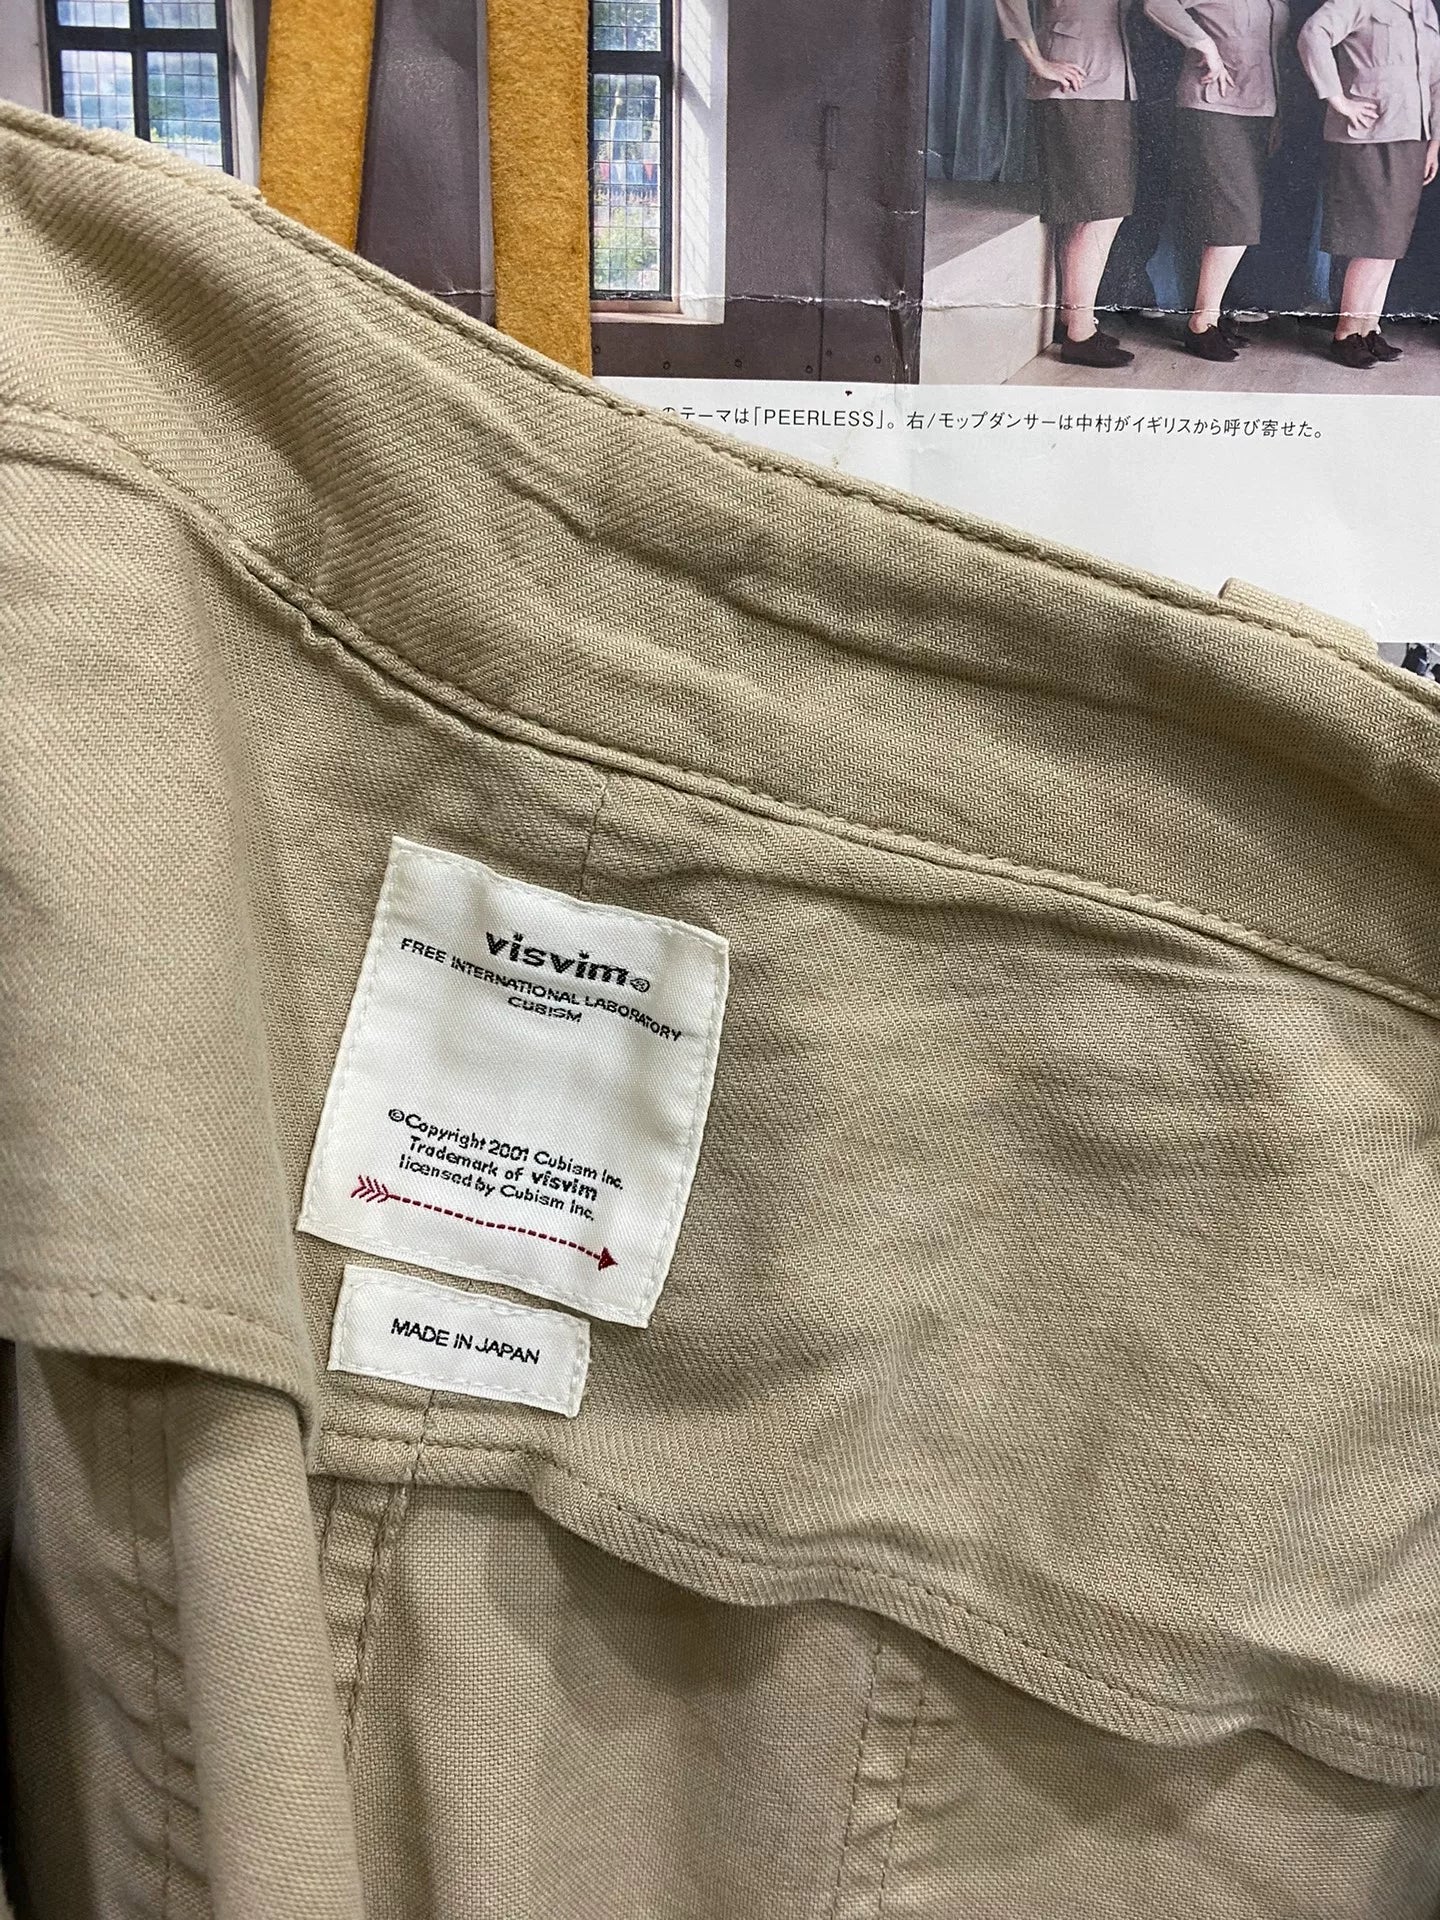 のテーマは「PEERLESS」。右/モップダンサーは中村がイギリスから呼び寄せた。
visvim®
FREE INTERNATIONAL LABORATORY
CUBISM
©Copyright 2001 Cubism Inc.
Trademark of visvim
licensed by Cubism Inc.
MADE IN JAPAN